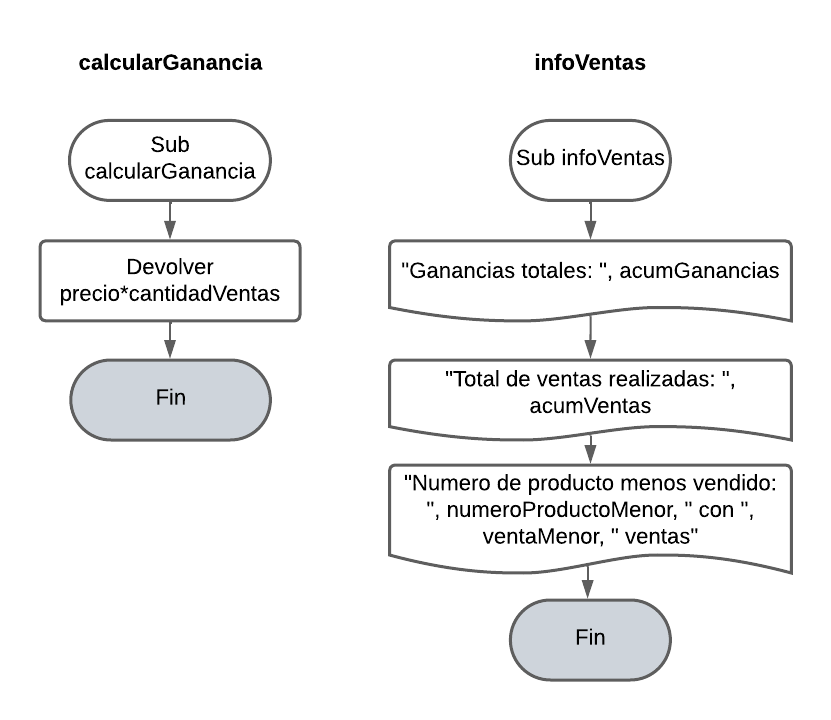 calcularGanancia
Sub
calcularGanancia
Devolver
precio*cantidadVentas
Fin
infoVentas
Sub infoVentas
"Ganancias totales: ", acumGanancias
"Total de ventas realizadas: ",
acumVentas
"Numero de producto menos vendido:
", numeroProductoMenor, " con ",
ventaMenor, " ventas"
Fin